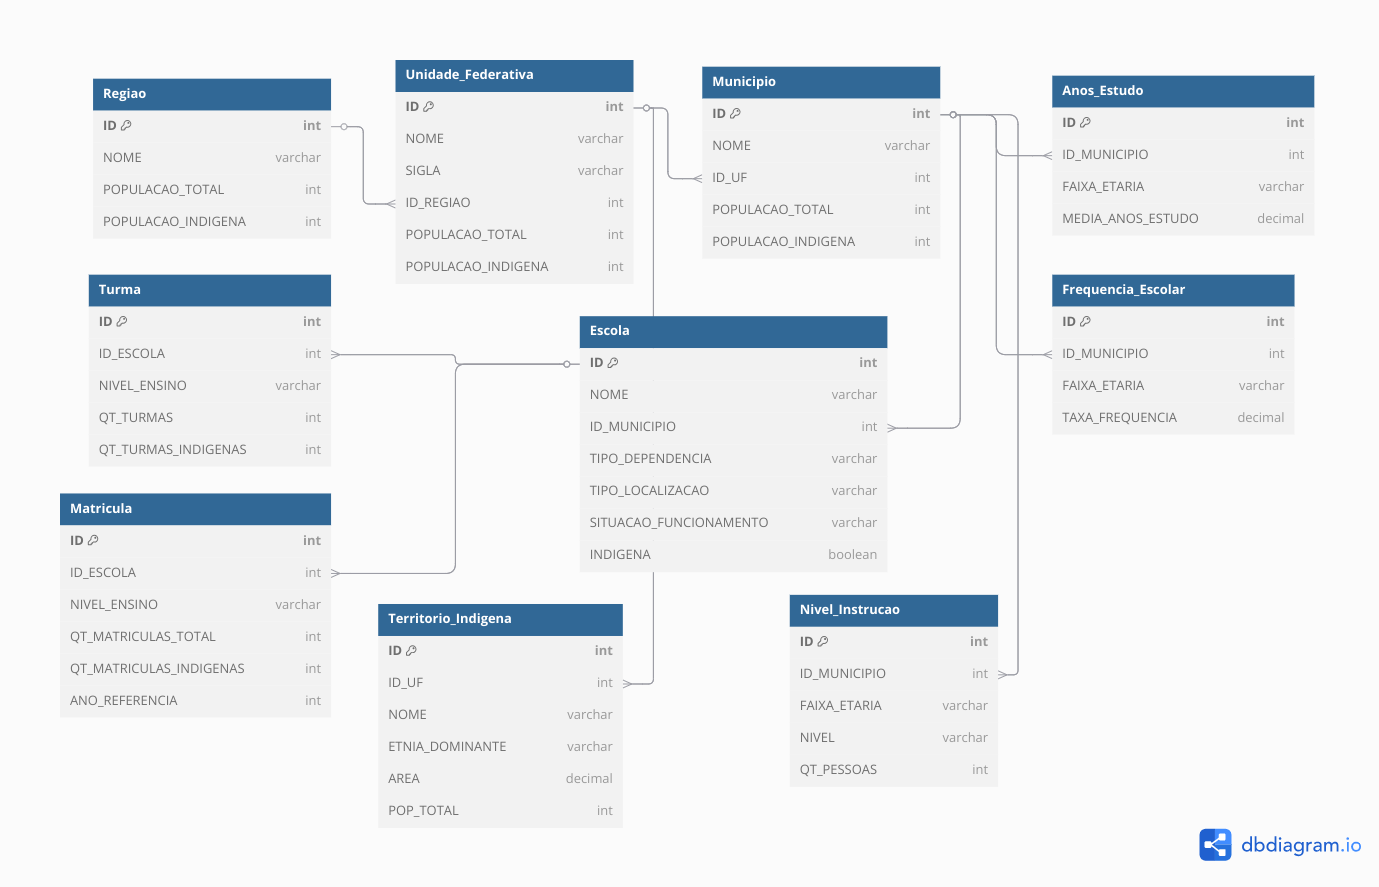 Regiao
ID int
NOME varchar
POPULACAO_TOTAL int
POPULACAO_INDIGENA int
Unidade_Federativa
ID int
NOME varchar
SIGLA varchar
ID_REGIAO int
POPULACAO_TOTAL int
POPULACAO_INDIGENA int
Municipio
ID int
NOME varchar
ID_UF int
POPULACAO_TOTAL int
POPULACAO_INDIGENA int
Anos_Estudo
ID int
ID_MUNICIPIO int
FAIXA_ETARIA varchar
MEDIA_ANOS_ESTUDO decimal
Turma
ID int
ID_ESCOLA int
NIVEL_ENSINO varchar
QT_TURMAS int
QT_TURMAS_INDIGENAS int
Escola
ID int
NOME varchar
ID_MUNICIPIO int
TIPO_DEPENDENCIA varchar
TIPO_LOCALIZACAO varchar
SITUACAO_FUNCIONAMENTO varchar
INDIGENA boolean
Frequencia_Escolar
ID int
ID_MUNICIPIO int
FAIXA_ETARIA varchar
TAXA_FREQUENCIA decimal
Matricula
ID int
ID_ESCOLA int
NIVEL_ENSINO varchar
QT_MATRICULAS_TOTAL int
QT_MATRICULAS_INDIGENAS int
ANO_REFERENCIA int
Territorio_Indigena
ID int
ID_UF int
NOME varchar
ETNIA_DOMINANTE varchar
AREA decimal
POP_TOTAL int
Nivel_Instrucao
ID int
ID_MUNICIPIO int
FAIXA_ETARIA varchar
NIVEL varchar
QT_PESSOAS int
dbdiagram.io